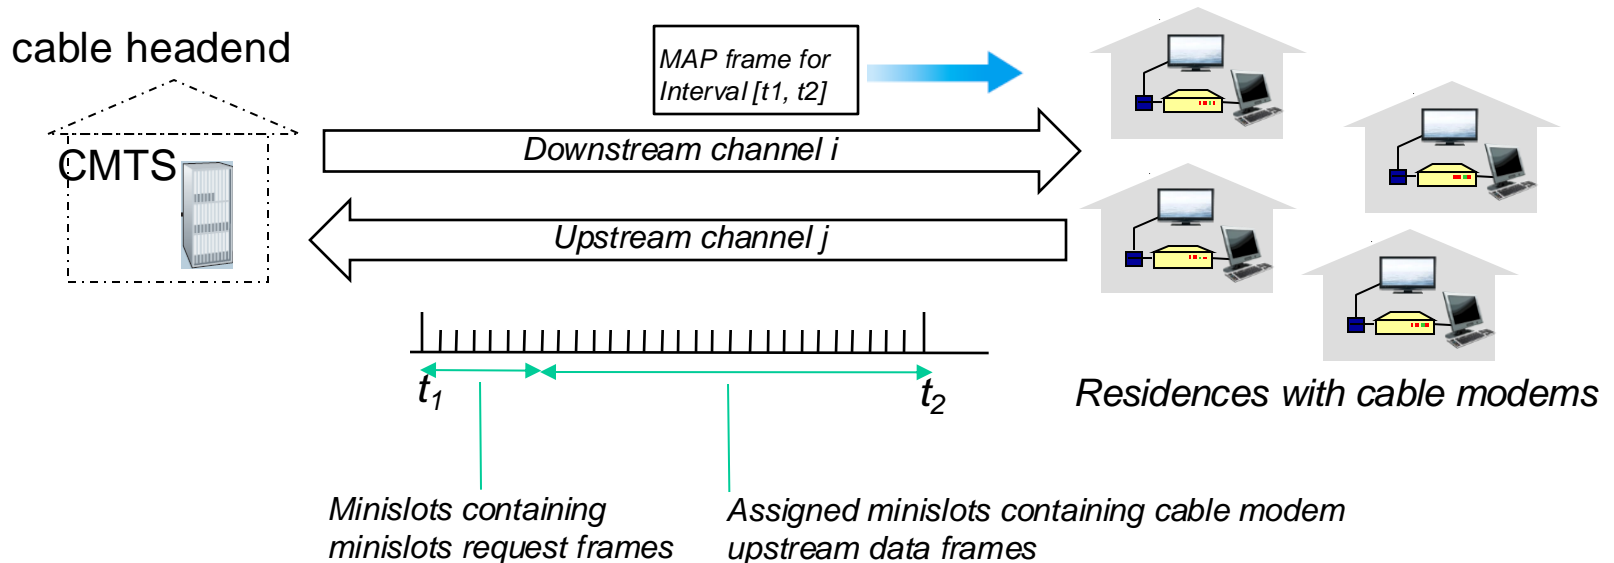 cable headend
MAP frame for
Interval [t1, t2]
CMTS
Downstream channel i
Upstream channel j
t1
t2
Residences with cable modems
Minislots containing
minislots request frames
Assigned minislots containing cable modem
upstream data frames